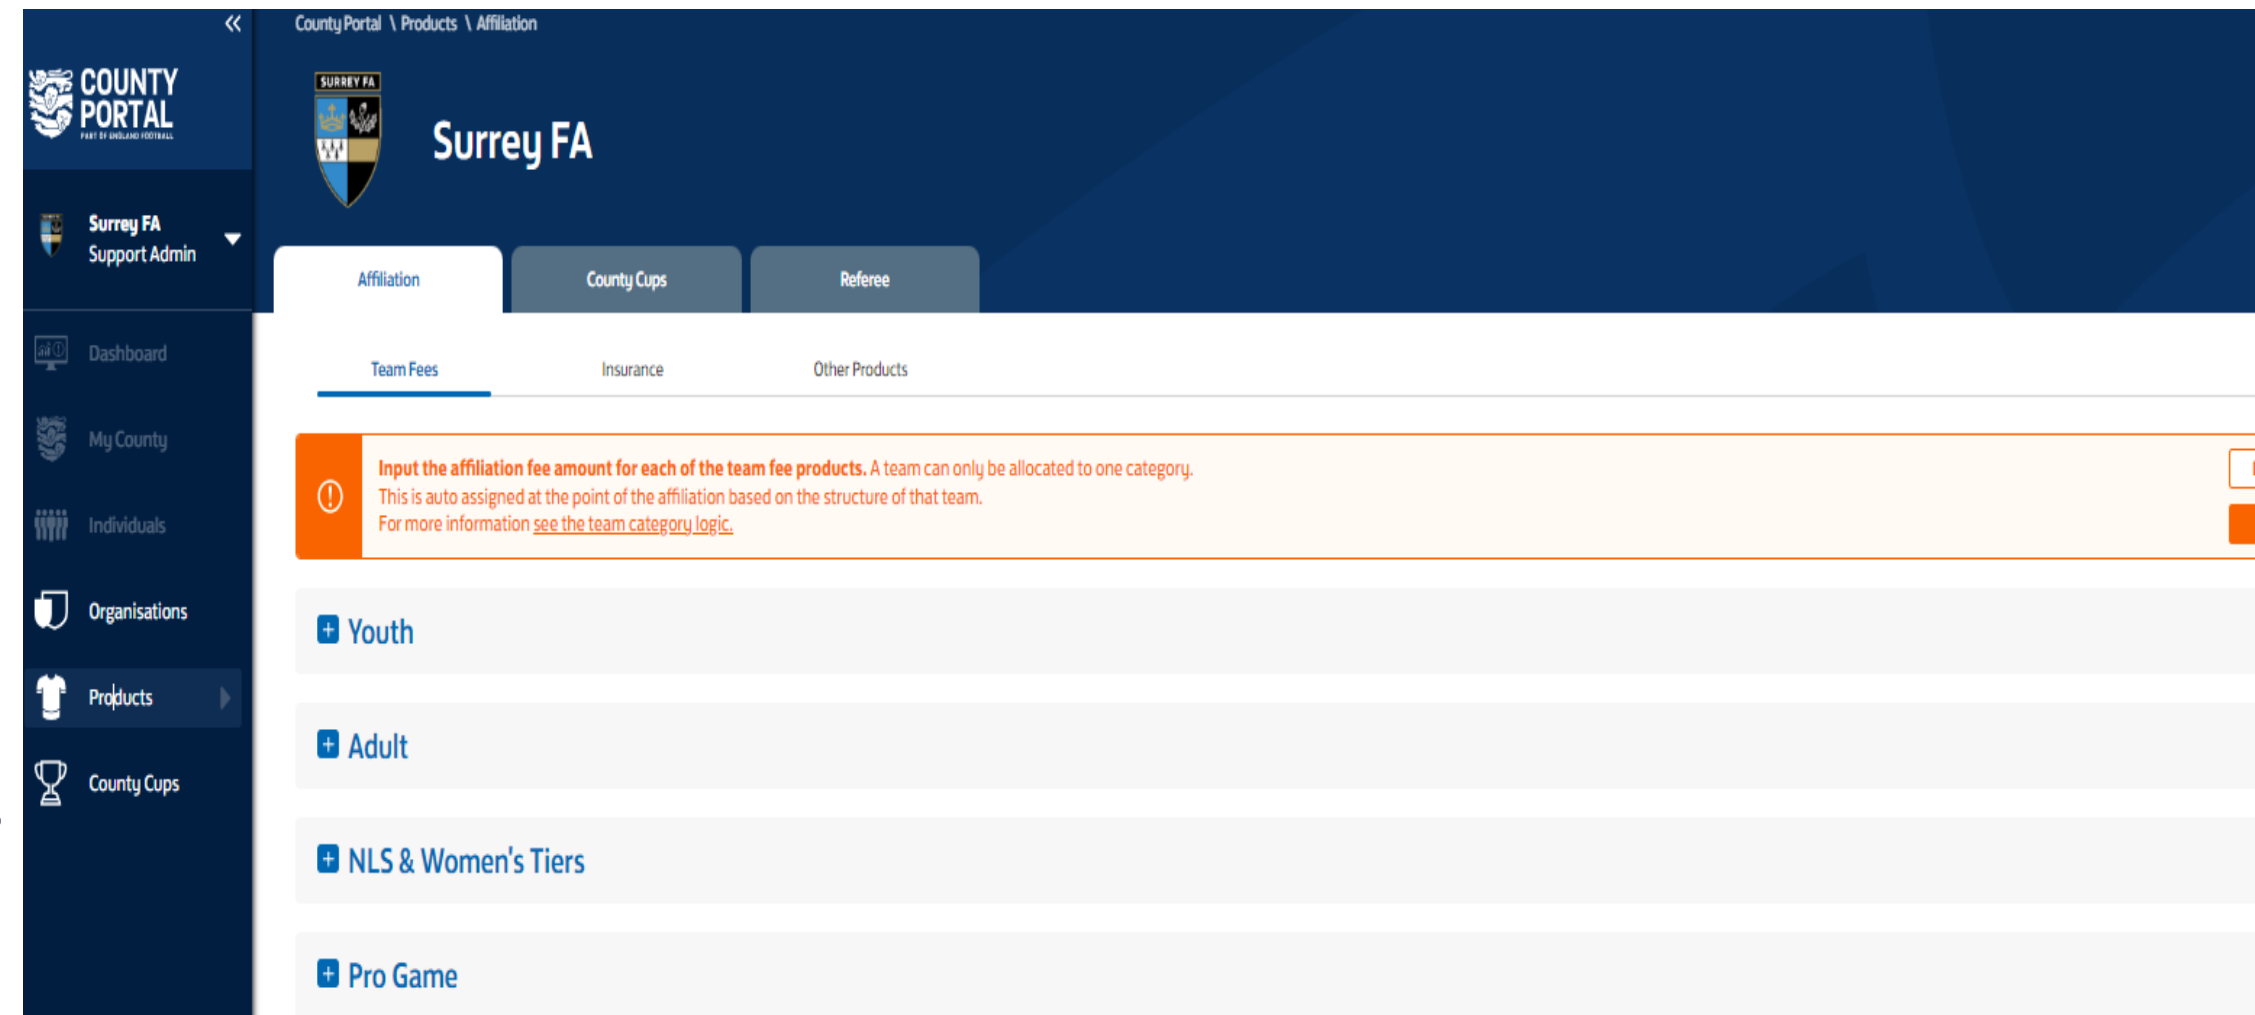 County Portal \ Products \ Affiliation
COUNTY
PORTAL
PART OF ENGLAND FOOTBALL
SURREY FA
Surrey FA
Surrey FA
Support Admin
Affiliation
County Cups
Referee
Dashboard
My County
Individuals
Organisations
Products
County Cups
Team Fees
Insurance
Other Products
Input the affiliation fee amount for each of the team fee products. A team can only be allocated to one category.
This is auto assigned at the point of the affiliation based on the structure of that team.
For more information see the team category logic.
Youth
Adult
NLS & Women's Tiers
Pro Game